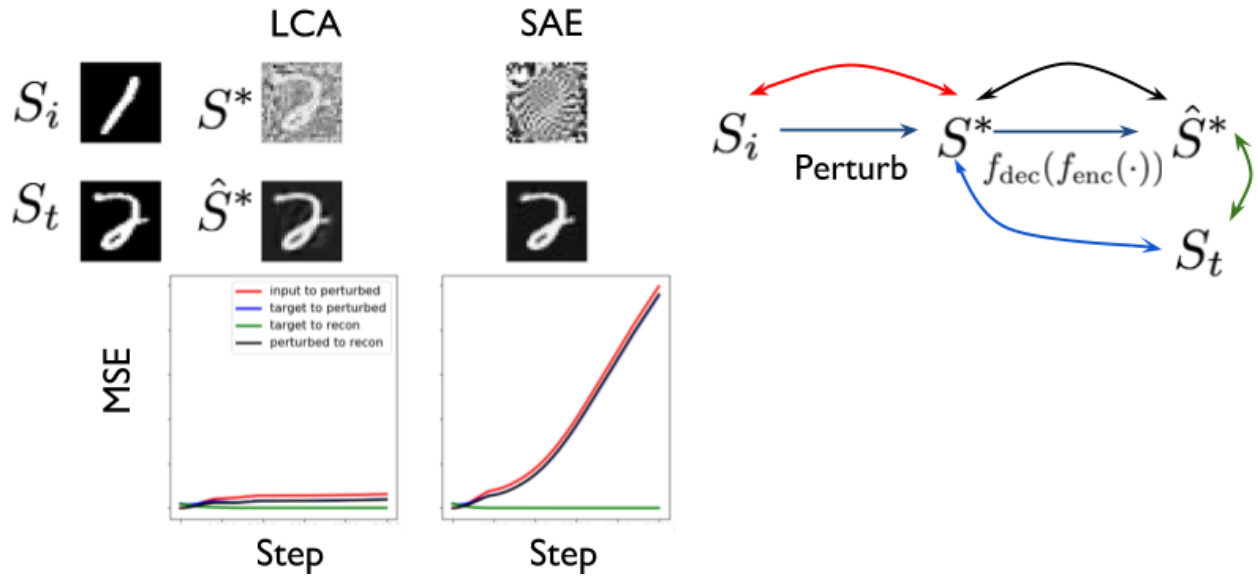 LCA
SAE
S_i
S*
S_t
Ŝ*
input to perturbed
target to perturbed
target to recon
perturbed to recon
MSE
Step
Step
S_i
Perturb
S*
f_dec(f_enc(·))
Ŝ*
S_t